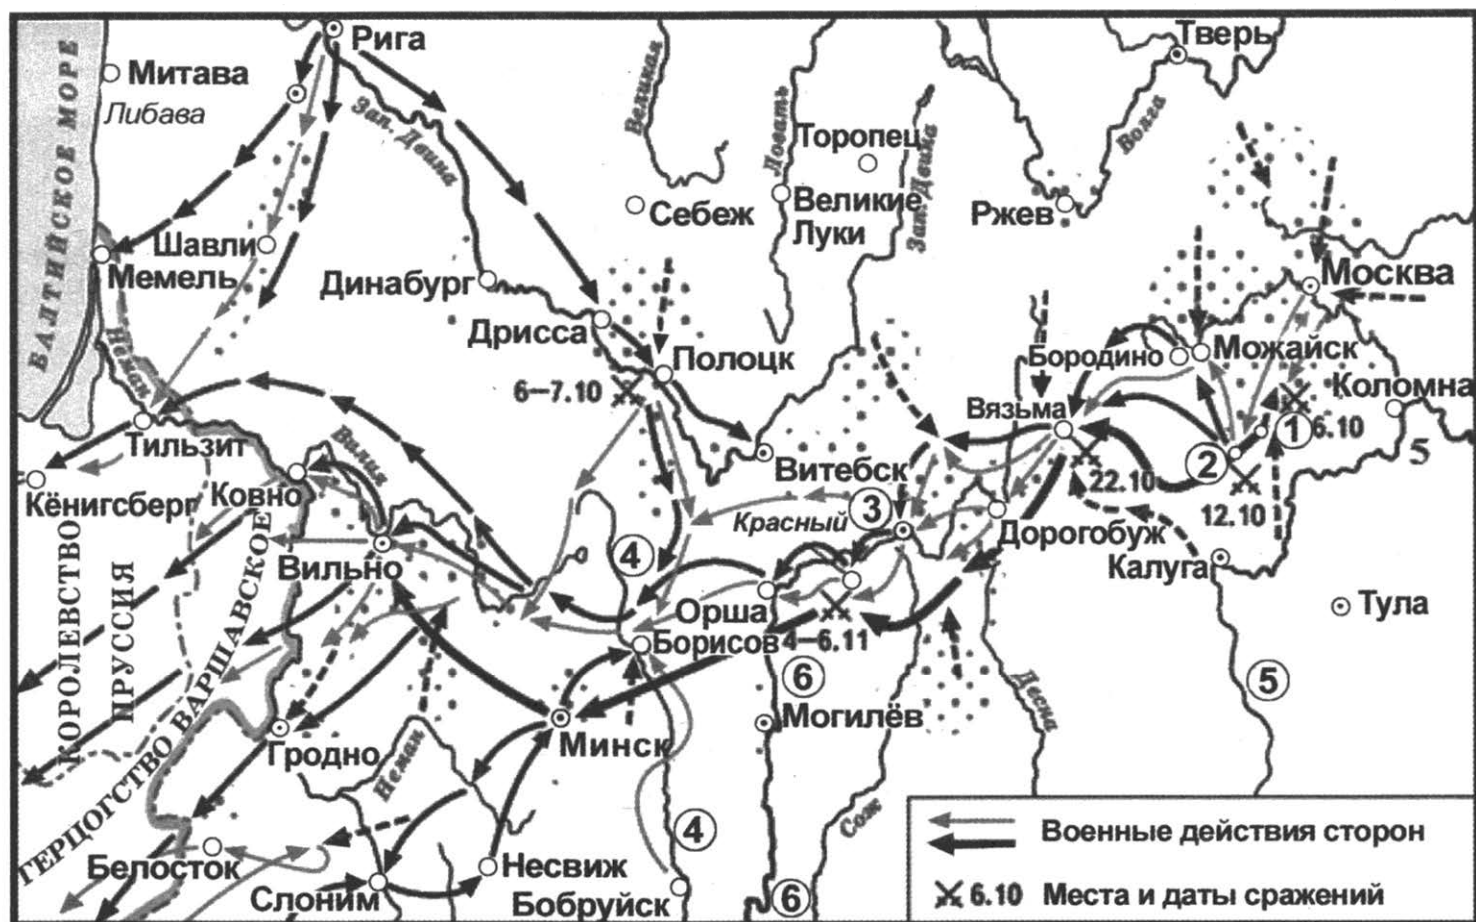 БАЛТИЙСКОЕ МОРЕ
Рига
Митава
Либава
Зап. Двина
Великая
Ловать
Торопец
Зап. Двина
Тверь
Волга
Себеж
Великие
Луки
Ржев
Шавли
Мемель
Неман
Динабург
Дрисса
Полоцк
6—7.10
Москва
Бородино
Можайск
Коломна
Вязьма
1
6.10
2
12.10
22.10
5
Тильзит
Вилия
Кёнигсберг
Ковно
Витебск
Красный
3
Дорогобуж
Калуга
Тула
КОРОЛЕВСТВО
ПРУССИЯ
ГЕРЦОГСТВО ВАРШАВСКОЕ
Вильно
4
Орша
Борисов
4—6.11
6
5
Могилёв
Десна
Гродно
Неман
Минск
Сож
4
Белосток
Слоним
Несвиж
Бобруйск
6
Военные действия сторон
6.10 Места и даты сражений